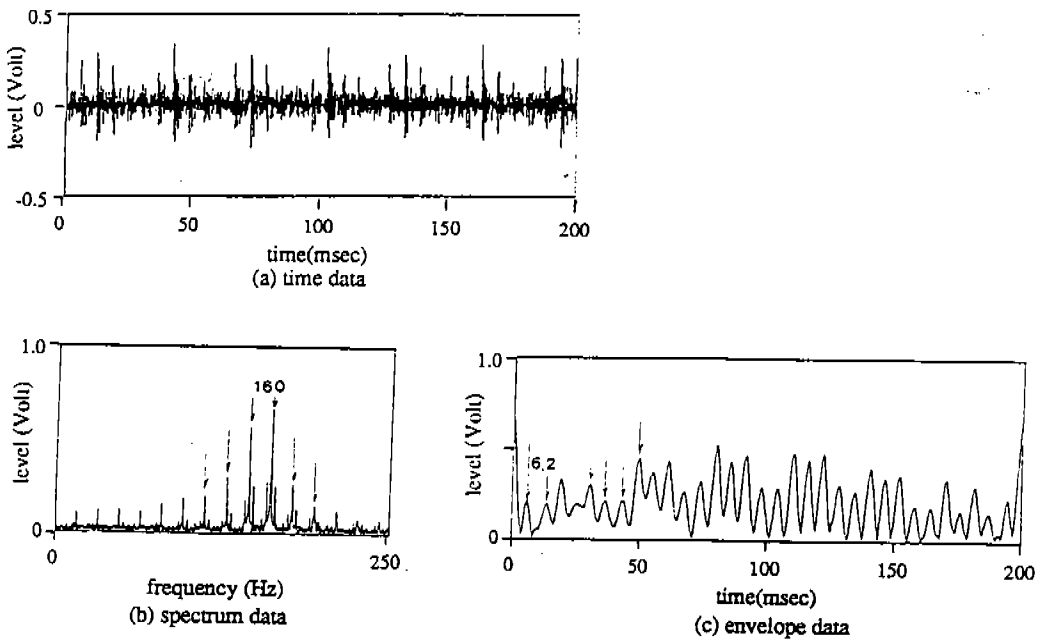 0.5
0
-0.5
level (Volt)
0
50
100
150
200
time(msec)
(a) time data
1.0
0
level (Volt)
160
0
250
frequency (Hz)
(b) spectrum data
1.0
0
level (Volt)
6.2
0
50
100
150
200
time(msec)
(c) envelope data